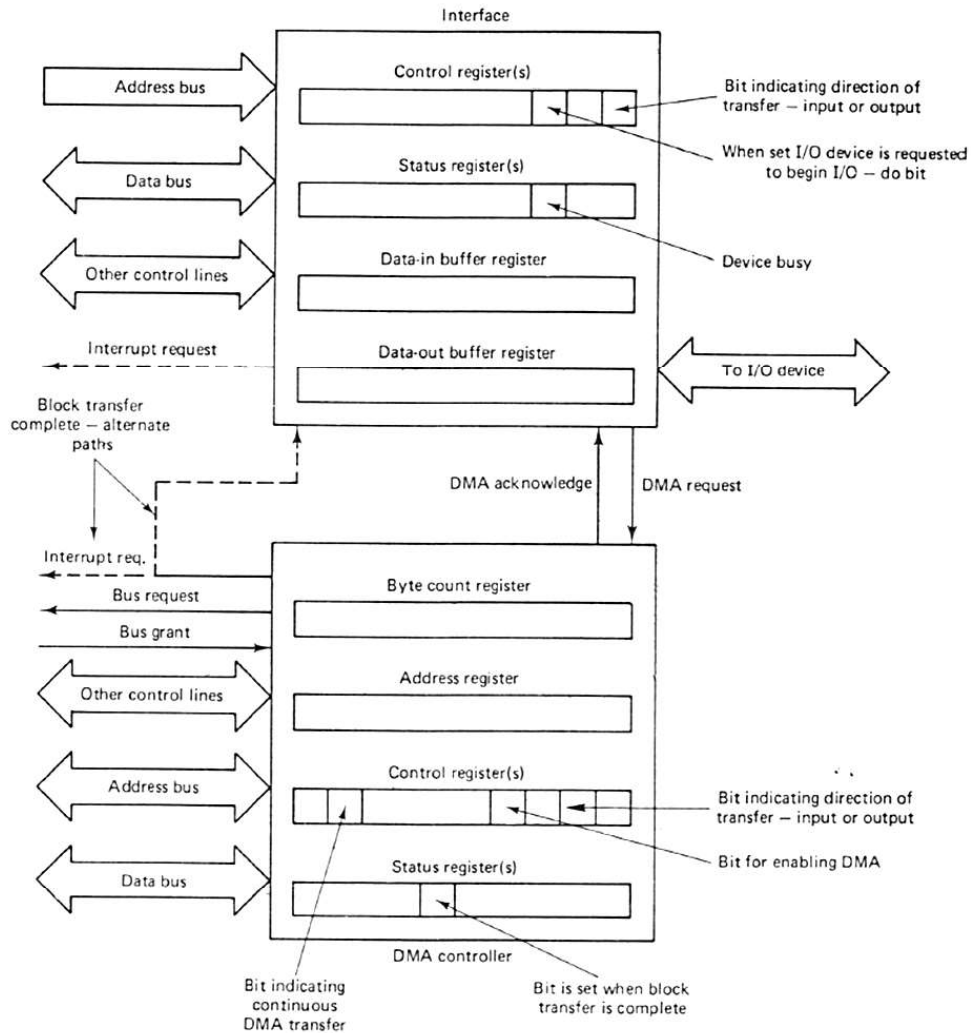 Interface
Control register(s)
Address bus
Bit indicating direction of
transfer – input or output
When set I/O device is requested
to begin I/O – do bit
Status register(s)
Data bus
Device busy
Data-in buffer register
Other control lines
Interrupt request
Data-out buffer register
To I/O device
Block transfer
complete – alternate
paths
DMA acknowledge
DMA request
Interrupt req.
Byte count register
Bus request
Bus grant
Address register
Other control lines
Control register(s)
Address bus
Bit indicating direction of
transfer – input or output
Bit for enabling DMA
Status register(s)
Data bus
DMA controller
Bit indicating
continuous
DMA transfer
Bit is set when block
transfer is complete